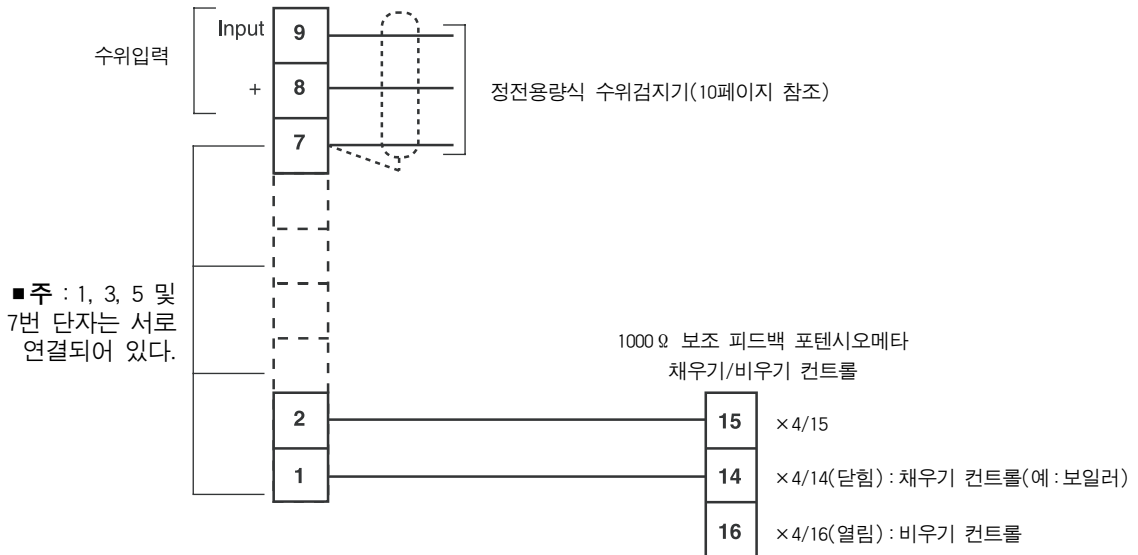 수위입력
Input 9
+ 8
7
정전용량식 수위검지기(10페이지 참조)
■주 : 1, 3, 5 및
7번 단자는 서로
연결되어 있다.
1000 Ω 보조 피드백 포텐시오메타
채우기/비우기 컨트롤
2
15 ×4/15
1
14 ×4/14(닫힘) : 채우기 컨트롤(예 : 보일러)
16 ×4/16(열림) : 비우기 컨트롤